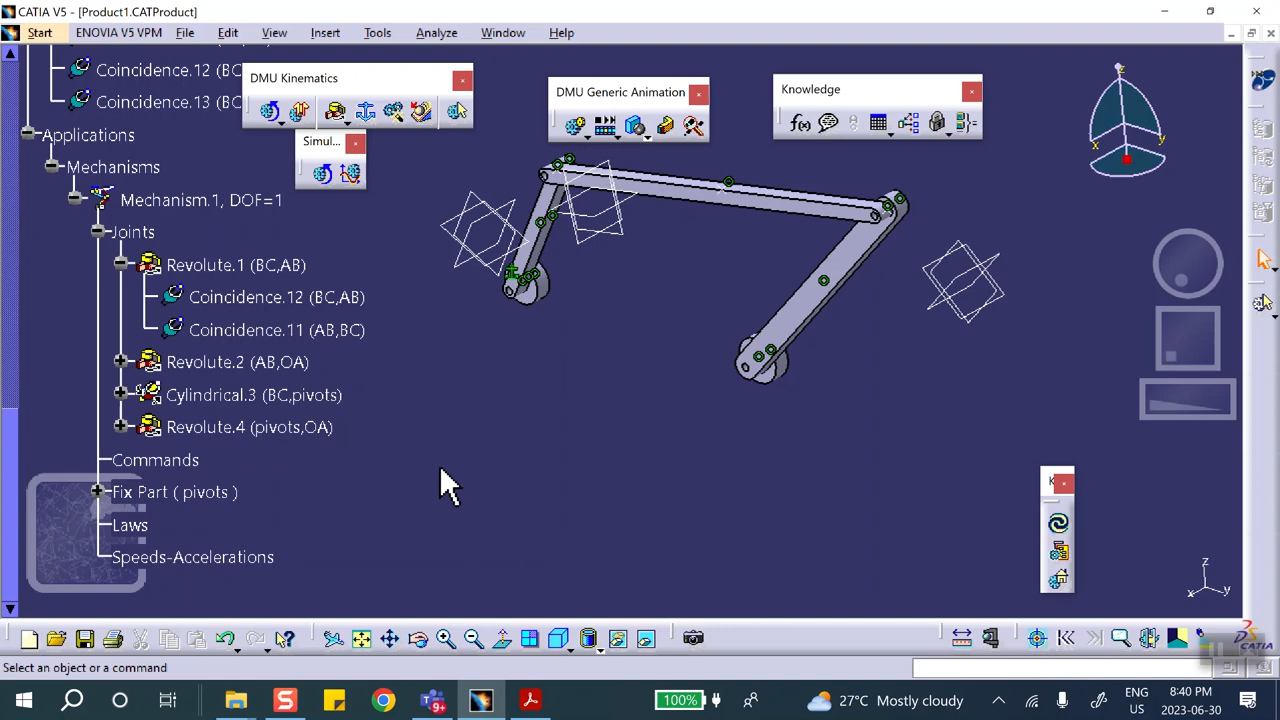 CATIA V5 - [Product1.CATProduct]
Start ENOVIA V5 VPM File Edit View Insert Tools Analyze Window Help
DMU Kinematics
DMU Generic Animation
Knowledge
Simul...
Coincidence.12 (BC
Coincidence.13 (BC
Applications
Mechanisms
Mechanism.1, DOF=1
Joints
Revolute.1 (BC,AB)
Coincidence.12 (BC,AB)
Coincidence.11 (AB,BC)
Revolute.2 (AB,OA)
Cylindrical.3 (BC,pivots)
Revolute.4 (pivots,OA)
Commands
Fix Part ( pivots )
Laws
Speeds-Accelerations
f(x)
z
x
y
K
z
x
y
CATIA
Select an object or a command
S
9+
100%
27°C Mostly cloudy
ENG
US
8:40 PM
2023-06-30